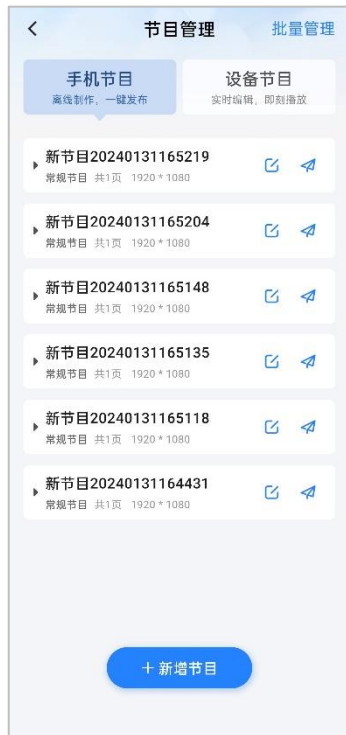 节目管理 批量管理
手机节目 设备节目
离线制作，一键发布 实时编辑，即刻播放
新节目20240131165219
常规节目 共1页 1920*1080
新节目20240131165204
常规节目 共1页 1920*1080
新节目20240131165148
常规节目 共1页 1920*1080
新节目20240131165135
常规节目 共1页 1920*1080
新节目20240131165118
常规节目 共1页 1920*1080
新节目20240131164431
常规节目 共1页 1920*1080
+ 新增节目